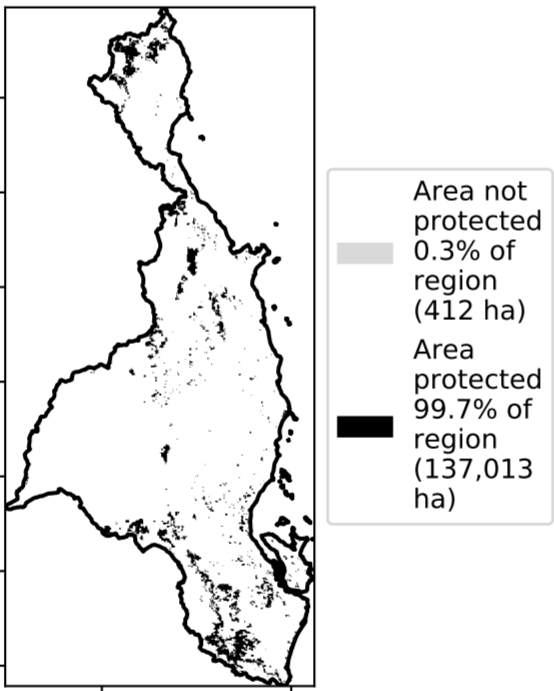 Area not
protected
0.3% of
region
(412 ha)
Area
protected
99.7% of
region
(137,013
ha)